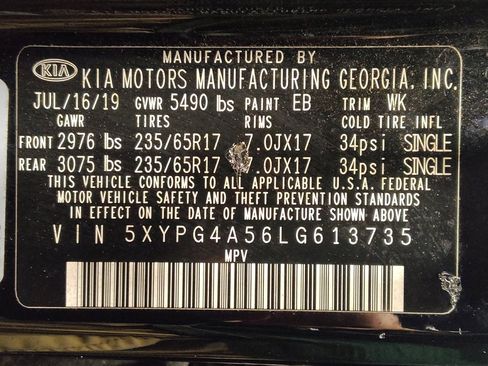 MANUFACTURED BY
KIA KIA MOTORS MANUFACTURING GEORGIA, INC.
JUL/16/19 GVWR 5490 lbs PAINT EB TRIM WK
GAWR TIRES RIMS COLD TIRE INFL
FRONT 2976 lbs 235/65R17 7.0JX17 34psi SINGLE
REAR 3075 lbs 235/65R17 7.0JX17 34psi SINGLE
THIS VEHICLE CONFORMS TO ALL APPLICABLE U.S.A. FEDERAL
MOTOR VEHICLE SAFETY AND THEFT PREVENTION STANDARDS
IN EFFECT ON THE DATE OF MANUFACTURE SHOWN ABOVE
VIN 5XYPG4A56LG613735
MPV